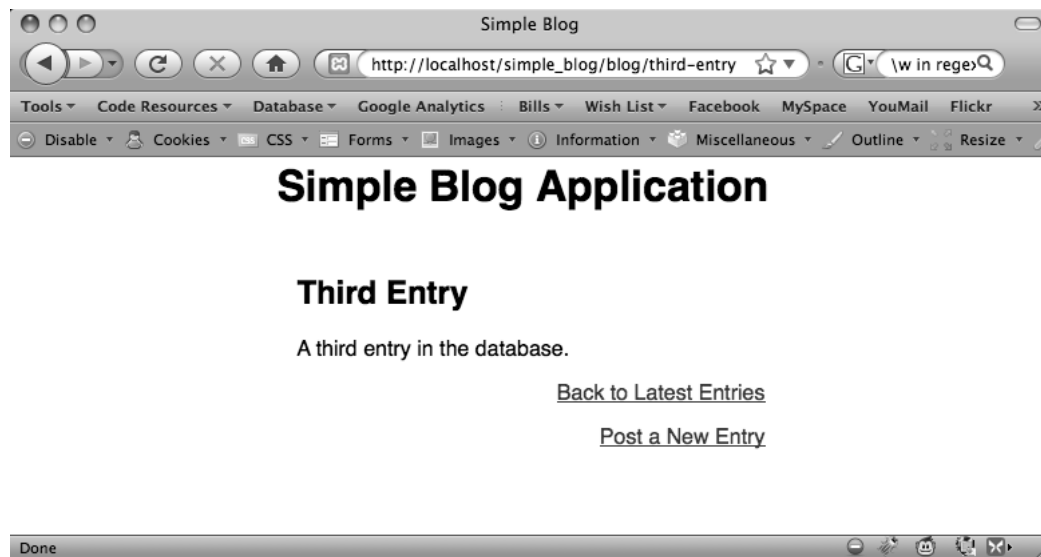 Simple Blog
http://localhost/simple_blog/blog/third-entry G \w in rege
Tools Code Resources Database Google Analytics Bills Wish List Facebook MySpace YouMail Flickr
Disable Cookies CSS Forms Images Information Miscellaneous Outline Resize
Simple Blog Application
Third Entry
A third entry in the database.
Back to Latest Entries
Post a New Entry
Done